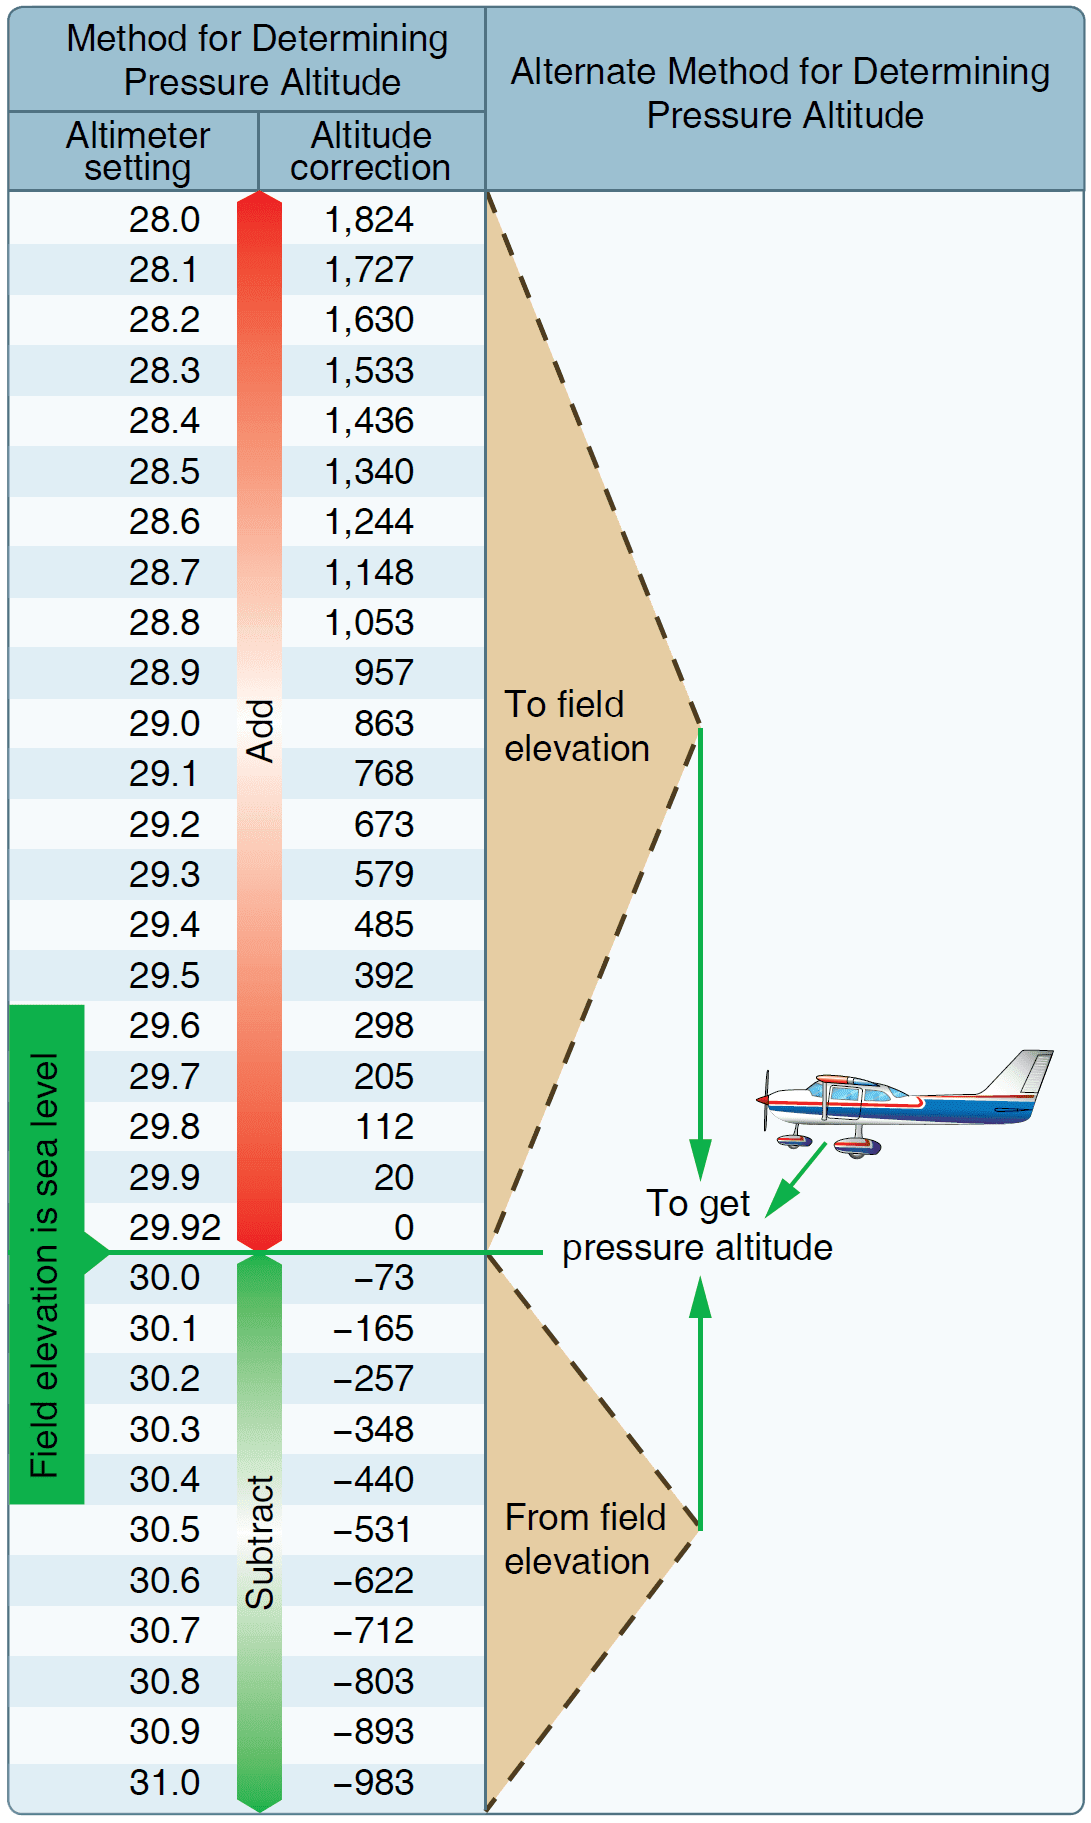 Method for Determining
Pressure Altitude
Alternate Method for Determining
Pressure Altitude
Altimeter
setting
Altitude
correction
28.0 1,824
28.1 1,727
28.2 1,630
28.3 1,533
28.4 1,436
28.5 1,340
28.6 1,244
28.7 1,148
28.8 1,053
28.9 957
29.0 863
29.1 768
29.2 673
29.3 579
29.4 485
29.5 392
29.6 298
29.7 205
29.8 112
29.9 20
29.92 0
30.0 –73
30.1 –165
30.2 –257
30.3 –348
30.4 –440
30.5 –531
30.6 –622
30.7 –712
30.8 –803
30.9 –893
31.0 –983
Add
Subtract
Field elevation is sea level
To field
elevation
To get
pressure altitude
From field
elevation